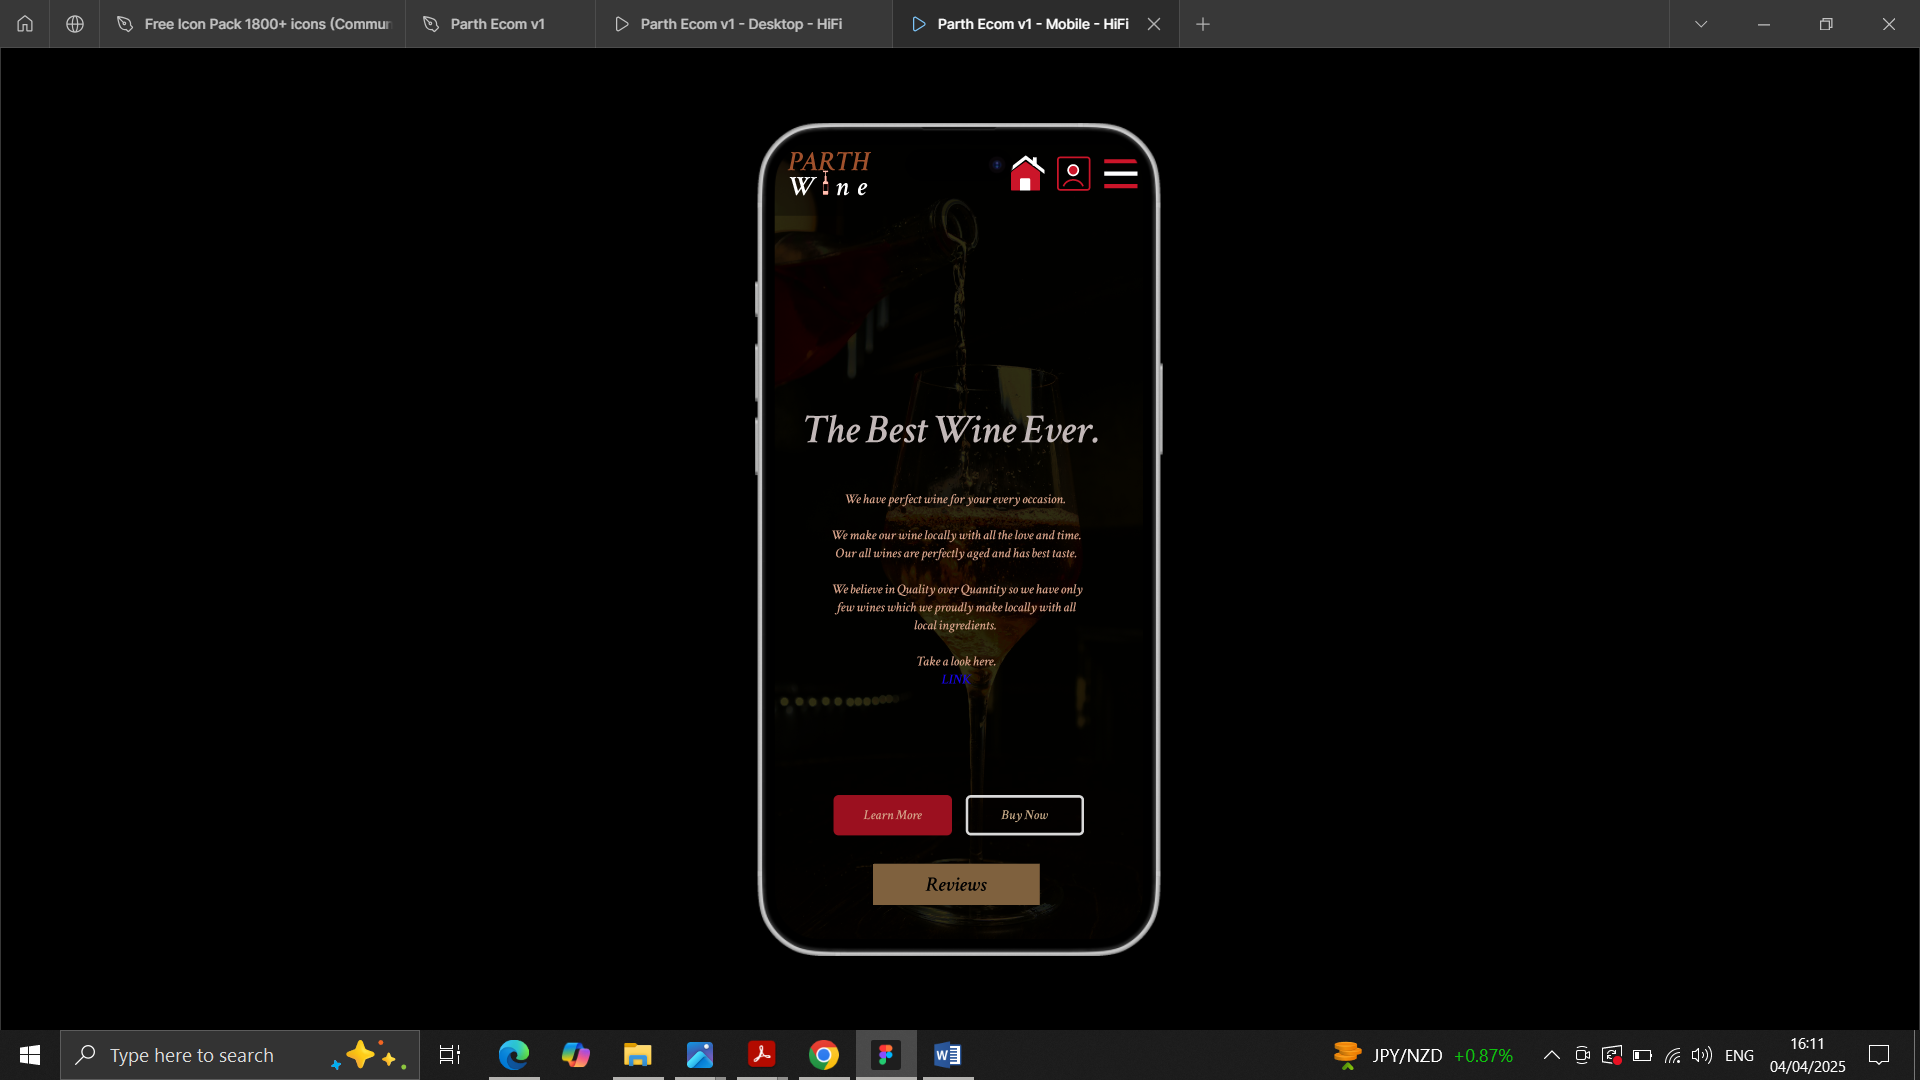 Free Icon Pack 1800+ icons (Commun
Parth Ecom v1
Parth Ecom v1 - Desktop - HiFi
Parth Ecom v1 - Mobile - HiFi
PARTH
Wine
The Best Wine Ever.
We have perfect wine for your every occasion.
We make our wine locally with all the love and time.
Our all wines are perfectly aged and has best taste.
We believe in Quality over Quantity so we have only
few wines which we proudly make locally with all
local ingredients.
Take a look here.
LINK
Learn More
Buy Now
Reviews
Type here to search
JPY/NZD +0.87%
ENG
16:11
04/04/2025